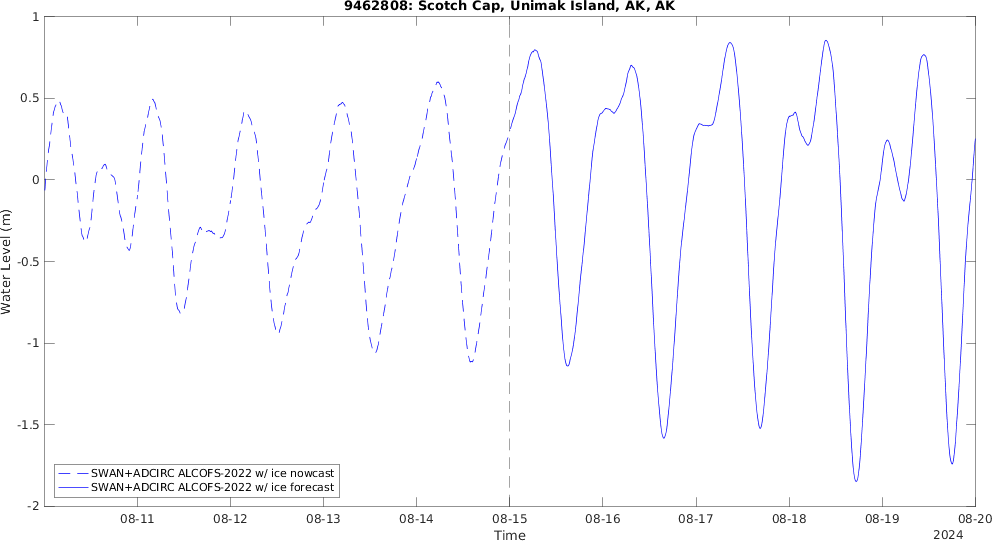 9462808: Scotch Cap, Unimak Island, AK, AK
1
0.5
0
-0.5
-1
-1.5
-2
Water Level (m)
SWAN+ADCIRC ALCOFS-2022 w/ ice nowcast
SWAN+ADCIRC ALCOFS-2022 w/ ice forecast
08-11 08-12 08-13 08-14 08-15 08-16 08-17 08-18 08-19 08-20
Time
2024